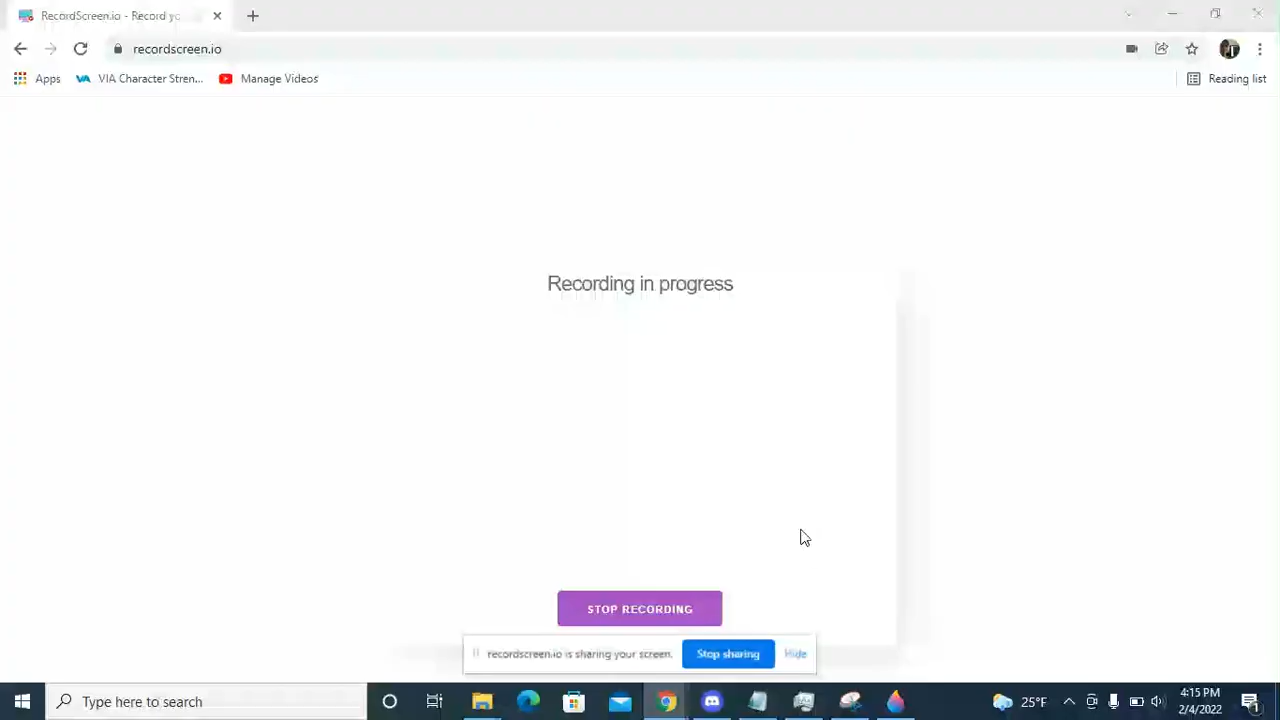 RecordScreen.io - Record yo
recordscreen.io
Apps
VIA Character Stren...
Manage Videos
Reading list
Recording in progress
STOP RECORDING
recordscreen.io is sharing your screen.
Stop sharing
Hide
Type here to search
25°F
4:15 PM
2/4/2022
1